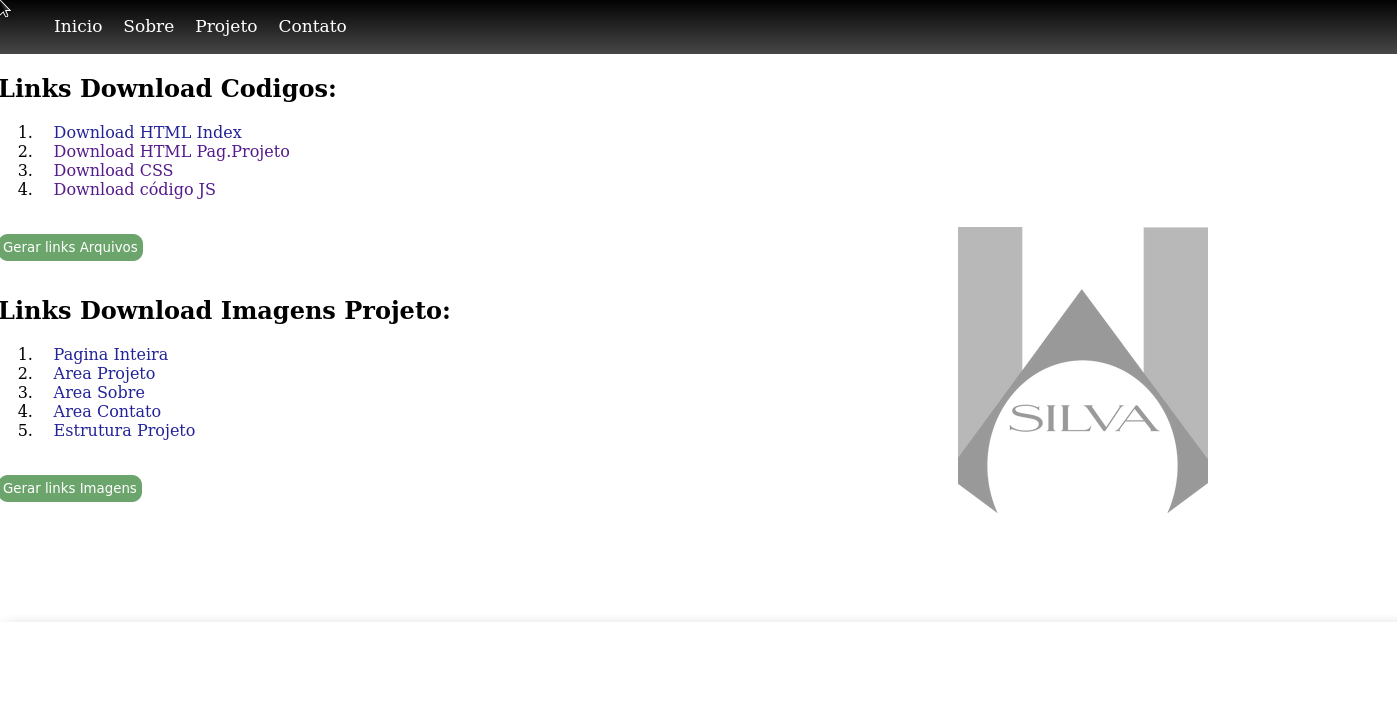 Inicio Sobre Projeto Contato
Links Download Codigos:
1. Download HTML Index
2. Download HTML Pag.Projeto
3. Download CSS
4. Download código JS
Gerar links Arquivos
Links Download Imagens Projeto:
1. Pagina Inteira
2. Area Projeto
3. Area Sobre
4. Area Contato
5. Estrutura Projeto
Gerar links Imagens
SILVA